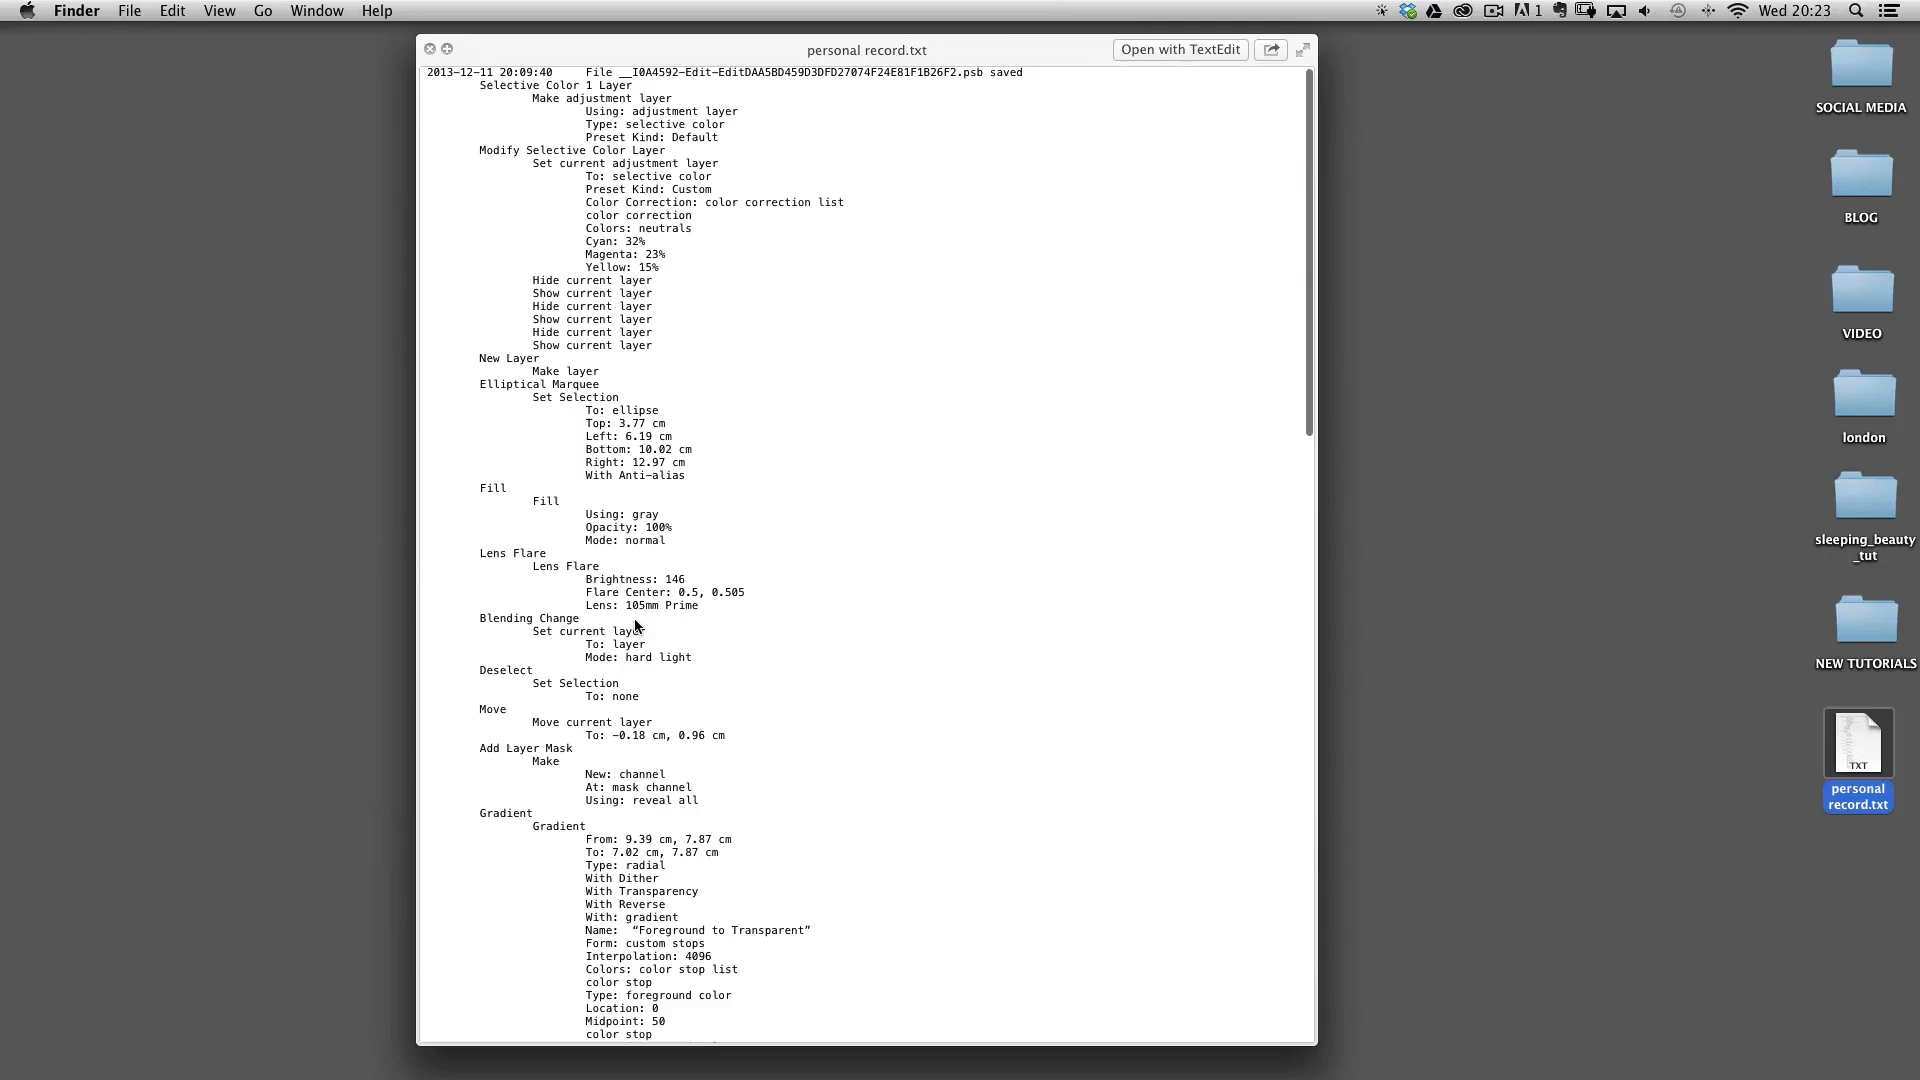 Finder File Edit View Go Window Help
1
Wed 20:23
personal record.txt
Open with TextEdit
2013-12-11 20:09:40 File __I0A4592-Edit-EditDAA5BD459D3DFD27074F24E81F1B26F2.psb saved
Selective Color 1 Layer
Make adjustment layer
Using: adjustment layer
Type: selective color
Preset Kind: Default
Modify Selective Color Layer
Set current adjustment layer
To: selective color
Preset Kind: Custom
Color Correction: color correction list
color correction
Colors: neutrals
Cyan: 32%
Magenta: 23%
Yellow: 15%
Hide current layer
Show current layer
Hide current layer
Show current layer
Hide current layer
Show current layer
New Layer
Make layer
Elliptical Marquee
Set Selection
To: ellipse
Top: 3.77 cm
Left: 6.19 cm
Bottom: 10.02 cm
Right: 12.97 cm
With Anti-alias
Fill
Fill
Using: gray
Opacity: 100%
Mode: normal
Lens Flare
Lens Flare
Brightness: 146
Flare Center: 0.5, 0.505
Lens: 105mm Prime
Blending Change
Set current layer
To: layer
Mode: hard light
Deselect
Set Selection
To: none
Move
Move current layer
To: -0.18 cm, 0.96 cm
Add Layer Mask
Make
New: channel
At: mask channel
Using: reveal all
Gradient
Gradient
From: 9.39 cm, 7.87 cm
To: 7.02 cm, 7.87 cm
Type: radial
With Dither
With Transparency
With Reverse
With: gradient
Name: “Foreground to Transparent”
Form: custom stops
Interpolation: 4096
Colors: color stop list
color stop
Type: foreground color
Location: 0
Midpoint: 50
color stop
SOCIAL MEDIA
BLOG
VIDEO
london
sleeping_beauty
_tut
NEW TUTORIALS
TXT
personal
record.txt